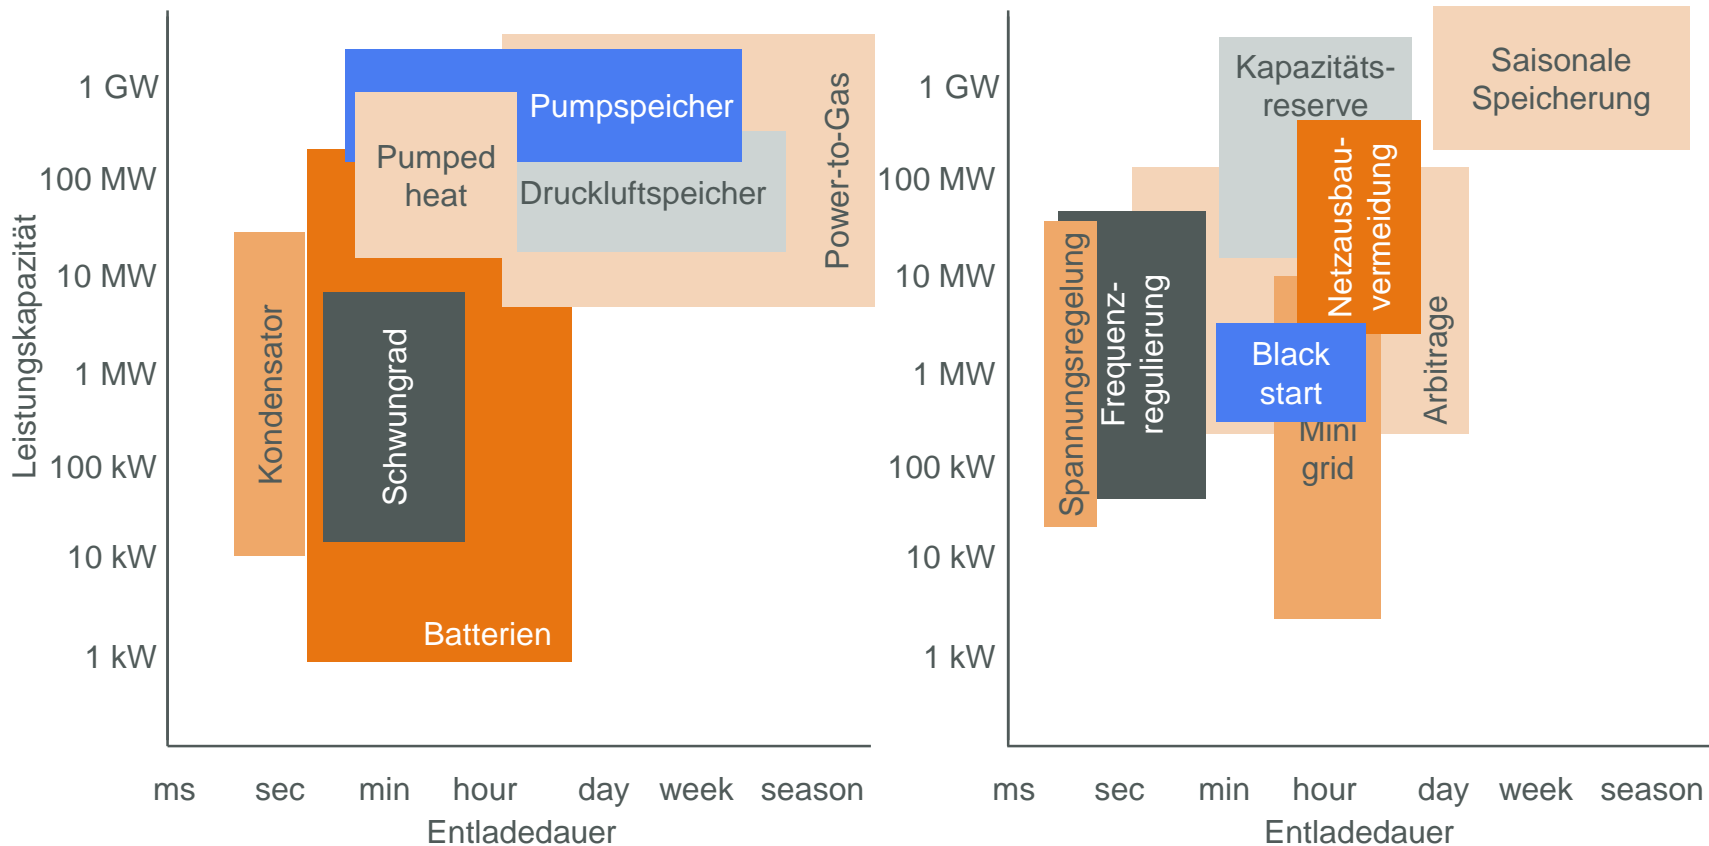 Leistungskapazität
1 GW
100 MW
10 MW
1 MW
100 kW
10 kW
1 kW
Pumpspeicher
Pumped
heat
Druckluftspeicher
Power-to-Gas
Kondensator
Schwungrad
Batterien
ms sec min hour day week season
Entladedauer
1 GW
100 MW
10 MW
1 MW
100 kW
10 kW
1 kW
Kapazitäts-
reserve
Saisonale
Speicherung
Netzausbau-
vermeidung
Spannungsregelung
Frequenz-
regulierung
Black
start
Arbitrage
Mini
grid
ms sec min hour day week season
Entladedauer